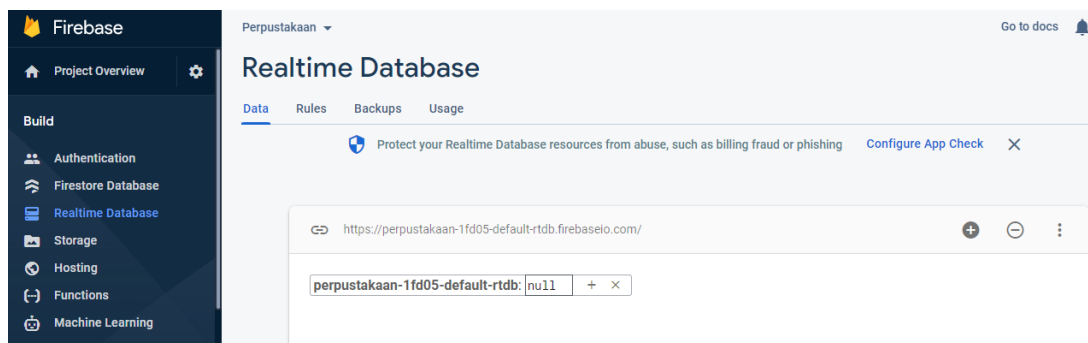 Firebase
Project Overview
Build
Authentication
Firestore Database
Realtime Database
Storage
Hosting
Functions
Machine Learning
Perpustakaan
Go to docs
Realtime Database
Data Rules Backups Usage
Protect your Realtime Database resources from abuse, such as billing fraud or phishing Configure App Check
https://perpustakaan-1fd05-default-rtdb.firebaseio.com/
perpustakaan-1fd05-default-rtdb: null